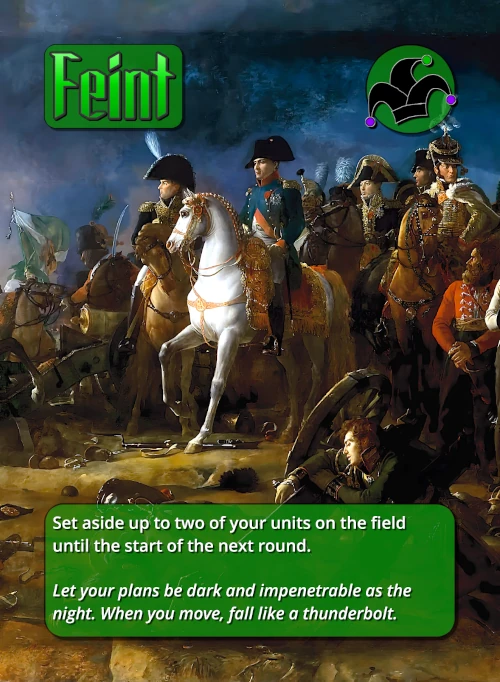 Feint
Set aside up to two of your units on the field
until the start of the next round.
Let your plans be dark and impenetrable as the
night. When you move, fall like a thunderbolt.